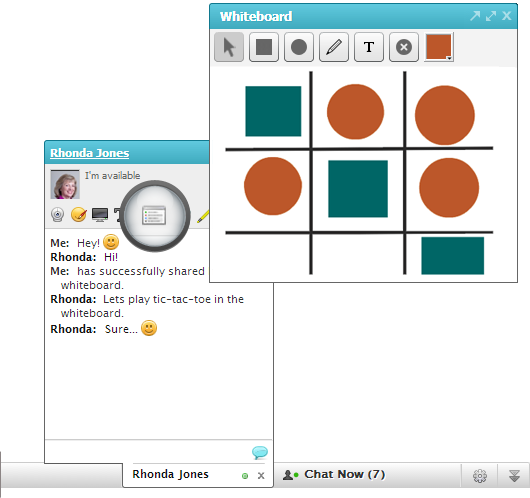 Whiteboard
T
Rhonda Jones
I'm available
Me: Hey!
Rhonda: Hi!
Me: has successfully shared
whiteboard.
Rhonda: Lets play tic-tac-toe in the
whiteboard.
Rhonda: Sure...
Rhonda Jones
Chat Now (7)